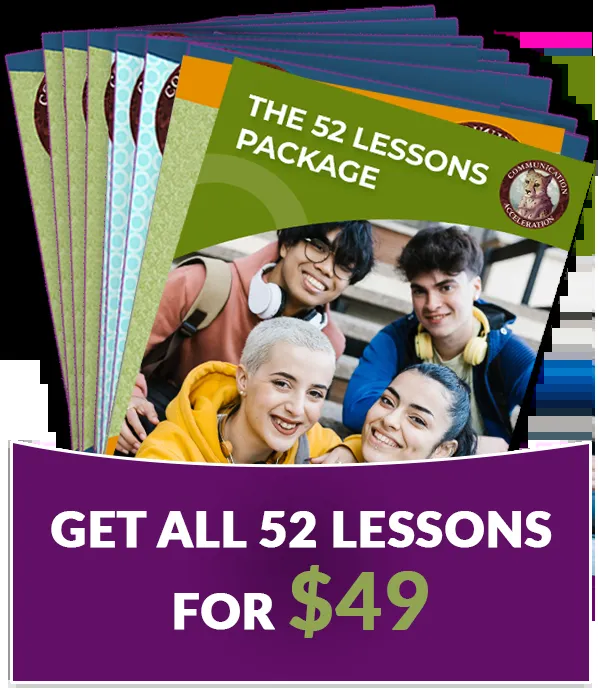 THE 52 LESSONS
PACKAGE
COMMUNICATION
ACCELERATION
GET ALL 52 LESSONS
FOR $49